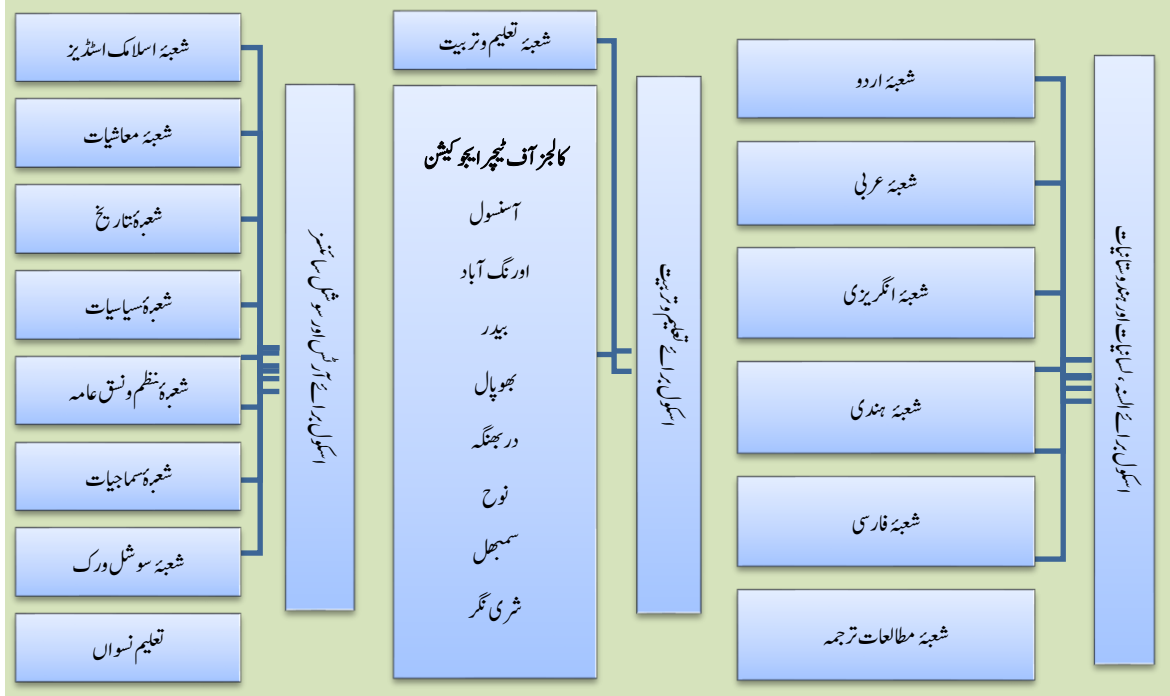 اسکول برائے السنہ، لسانیات اور ہندوستانیات
شعبۂ اردو
شعبۂ عربی
شعبۂ انگریزی
شعبۂ ہندی
شعبۂ فارسی
شعبۂ مطالعات ترجمہ
اسکول برائے تعلیم و تربیت
شعبۂ تعلیم و تربیت
کالجز آف ٹیچر ایجوکیشن
آسنسول
اورنگ آباد
بیدر
بھوپال
دربھنگہ
نوح
سمبھل
شری نگر
اسکول برائے آرٹس اور سوشل سائنسز
شعبۂ اسلامک اسٹڈیز
شعبۂ معاشیات
شعبۂ تاریخ
شعبۂ سیاسیات
شعبۂ نظم و نسق عامہ
شعبۂ سماجیات
شعبۂ سوشل ورک
تعلیم نسواں